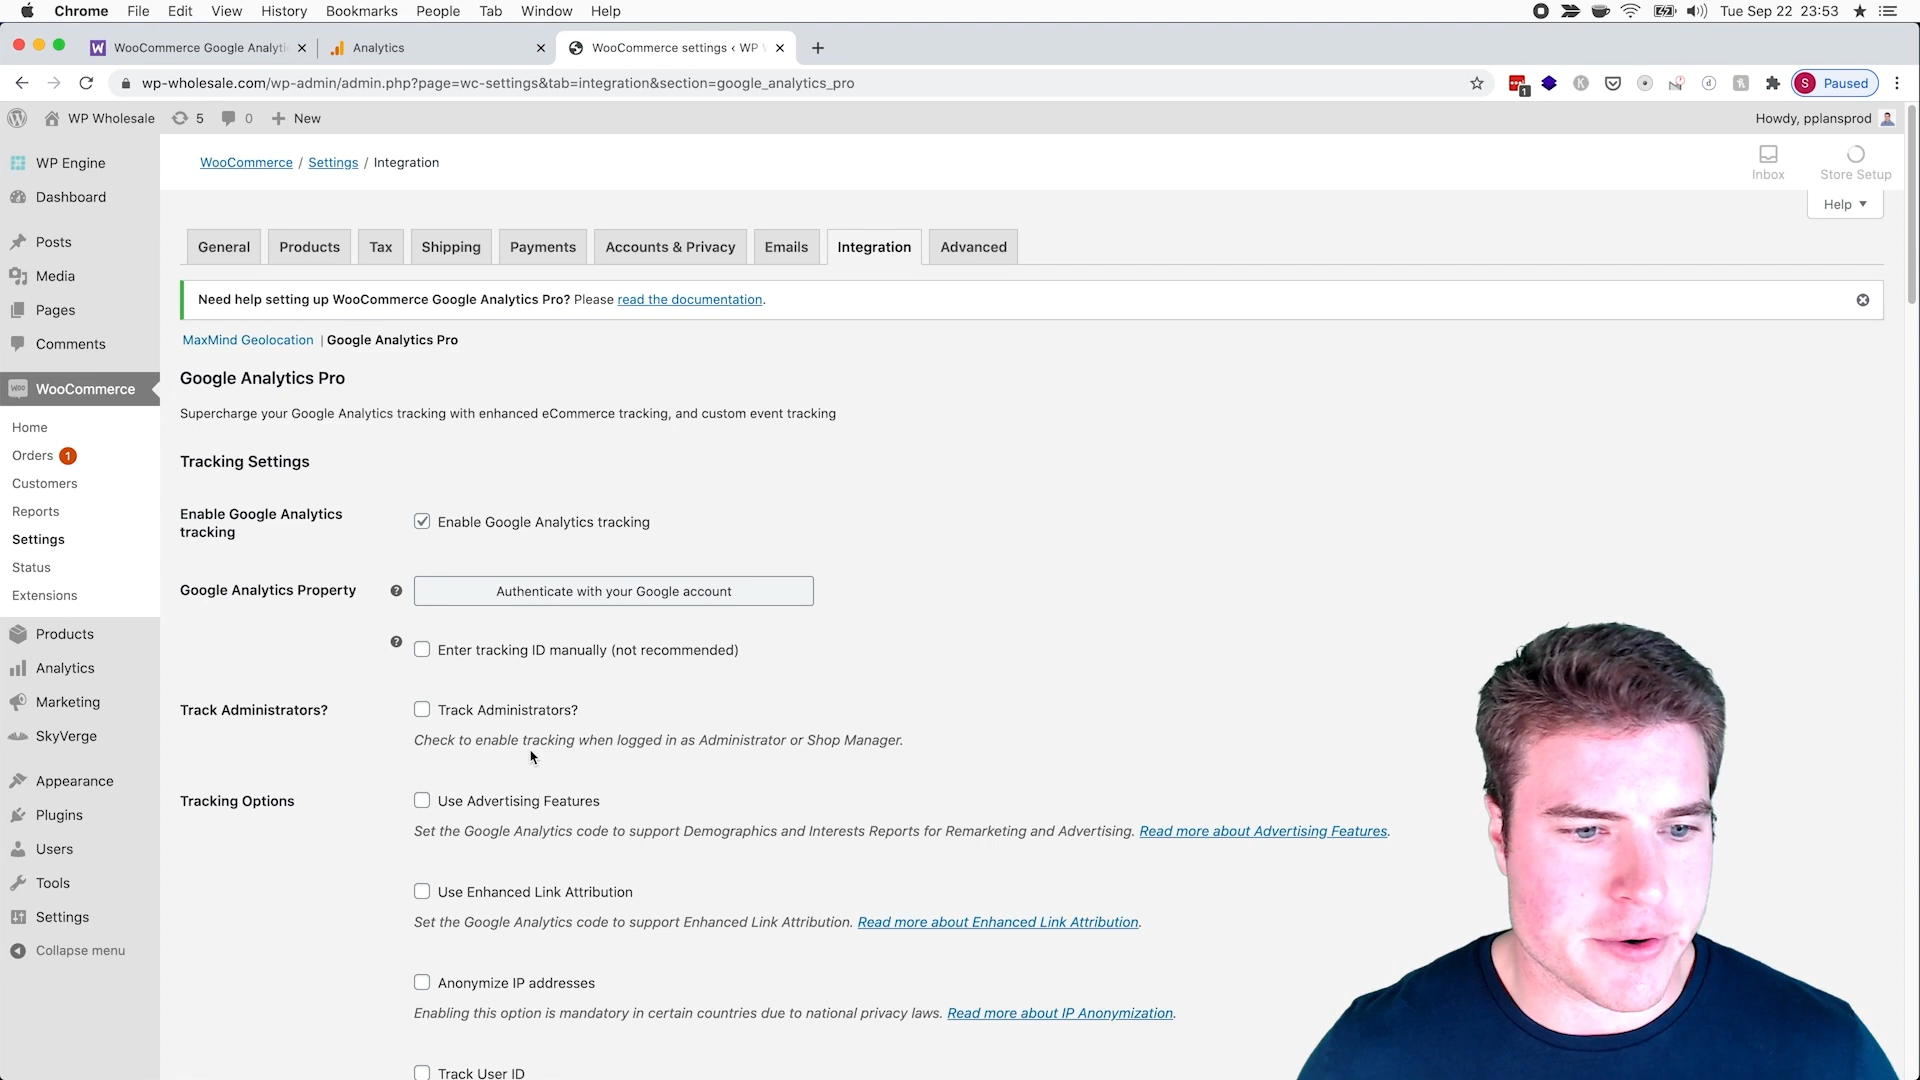 Chrome File Edit View History Bookmarks People Tab Window Help Tue Sep 22 23:53
WooCommerce Google Analyti Analytics WooCommerce settings ‹ WP
wp-wholesale.com/wp-admin/admin.php?page=wc-settings&tab=integration&section=google_analytics_pro 1 S Paused
WP Wholesale 5 0 + New Howdy, pplansprod
WP Engine
Dashboard
Posts
Media
Pages
Comments
WooCommerce
Home
Orders 1
Customers
Reports
Settings
Status
Extensions
Products
Analytics
Marketing
SkyVerge
Appearance
Plugins
Users
Tools
Settings
Collapse menu
WooCommerce / Settings / Integration
Inbox
Store Setup
Help
General Products Tax Shipping Payments Accounts & Privacy Emails Integration Advanced
Need help setting up WooCommerce Google Analytics Pro? Please read the documentation.
MaxMind Geolocation | Google Analytics Pro
Google Analytics Pro
Supercharge your Google Analytics tracking with enhanced eCommerce tracking, and custom event tracking
Tracking Settings
Enable Google Analytics
tracking
Enable Google Analytics tracking
Google Analytics Property
Authenticate with your Google account
Enter tracking ID manually (not recommended)
Track Administrators?
Track Administrators?
Check to enable tracking when logged in as Administrator or Shop Manager.
Tracking Options
Use Advertising Features
Set the Google Analytics code to support Demographics and Interests Reports for Remarketing and Advertising. Read more about Advertising Features.
Use Enhanced Link Attribution
Set the Google Analytics code to support Enhanced Link Attribution. Read more about Enhanced Link Attribution.
Anonymize IP addresses
Enabling this option is mandatory in certain countries due to national privacy laws. Read more about IP Anonymization.
Track User ID